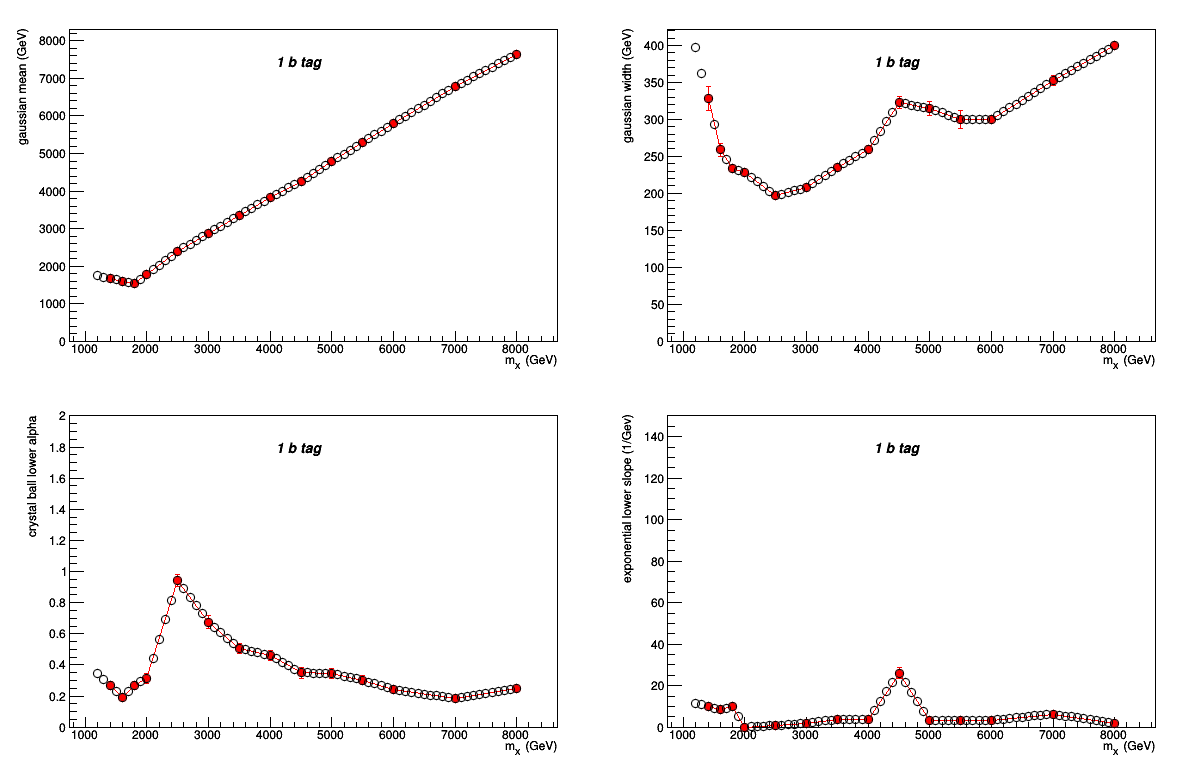 gaussian mean (GeV)
1 b tag
8000
7000
6000
5000
4000
3000
2000
1000
0
1000 2000 3000 4000 5000 6000 7000 8000
mx (GeV)
gaussian width (GeV)
1 b tag
400
350
300
250
200
150
100
50
0
1000 2000 3000 4000 5000 6000 7000 8000
mx (GeV)
crystal ball lower alpha
1 b tag
2
1.8
1.6
1.4
1.2
1
0.8
0.6
0.4
0.2
0
1000 2000 3000 4000 5000 6000 7000 8000
mx (GeV)
exponential lower slope (1/Gev)
1 b tag
140
120
100
80
60
40
20
0
1000 2000 3000 4000 5000 6000 7000 8000
mx (GeV)